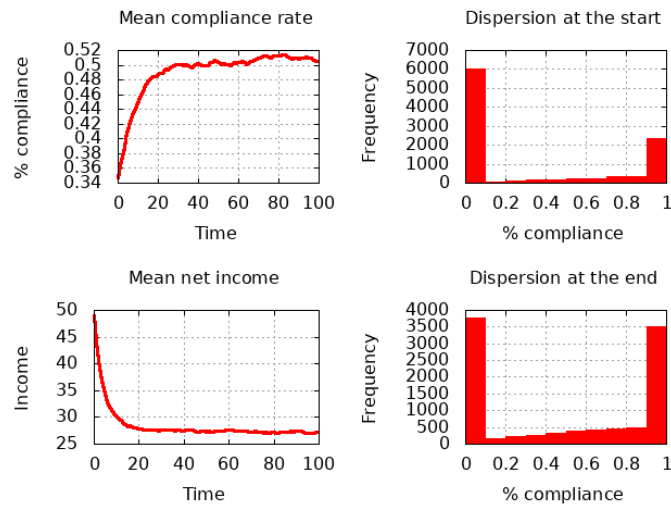 Mean compliance rate
% compliance
0.52
0.5
0.48
0.46
0.44
0.42
0.4
0.38
0.36
0.34
0 20 40 60 80 100
Time
Dispersion at the start
Frequency
7000
6000
5000
4000
3000
2000
1000
0
0 0.2 0.4 0.6 0.8 1
% compliance
Mean net income
Income
50
45
40
35
30
25
0 20 40 60 80 100
Time
Dispersion at the end
Frequency
4000
3500
3000
2500
2000
1500
1000
500
0
0 0.2 0.4 0.6 0.8 1
% compliance